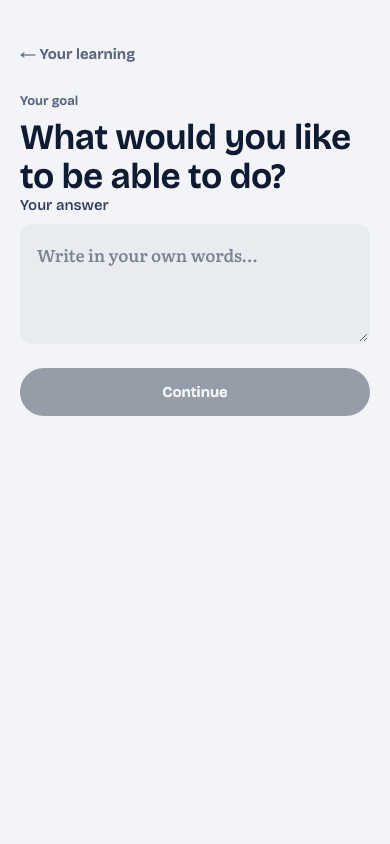 ← Your learning
Your goal
What would you like
to be able to do?
Your answer
Write in your own words...
Continue